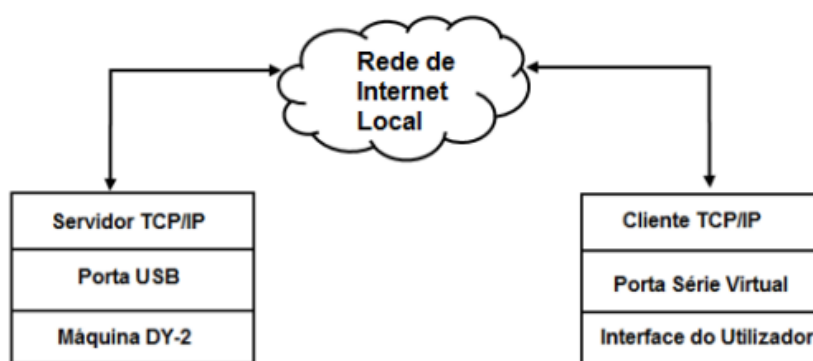 Rede de
Internet
Local
Servidor TCP/IP
Porta USB
Máquina DY-2
Cliente TCP/IP
Porta Série Virtual
Interface do Utilizador